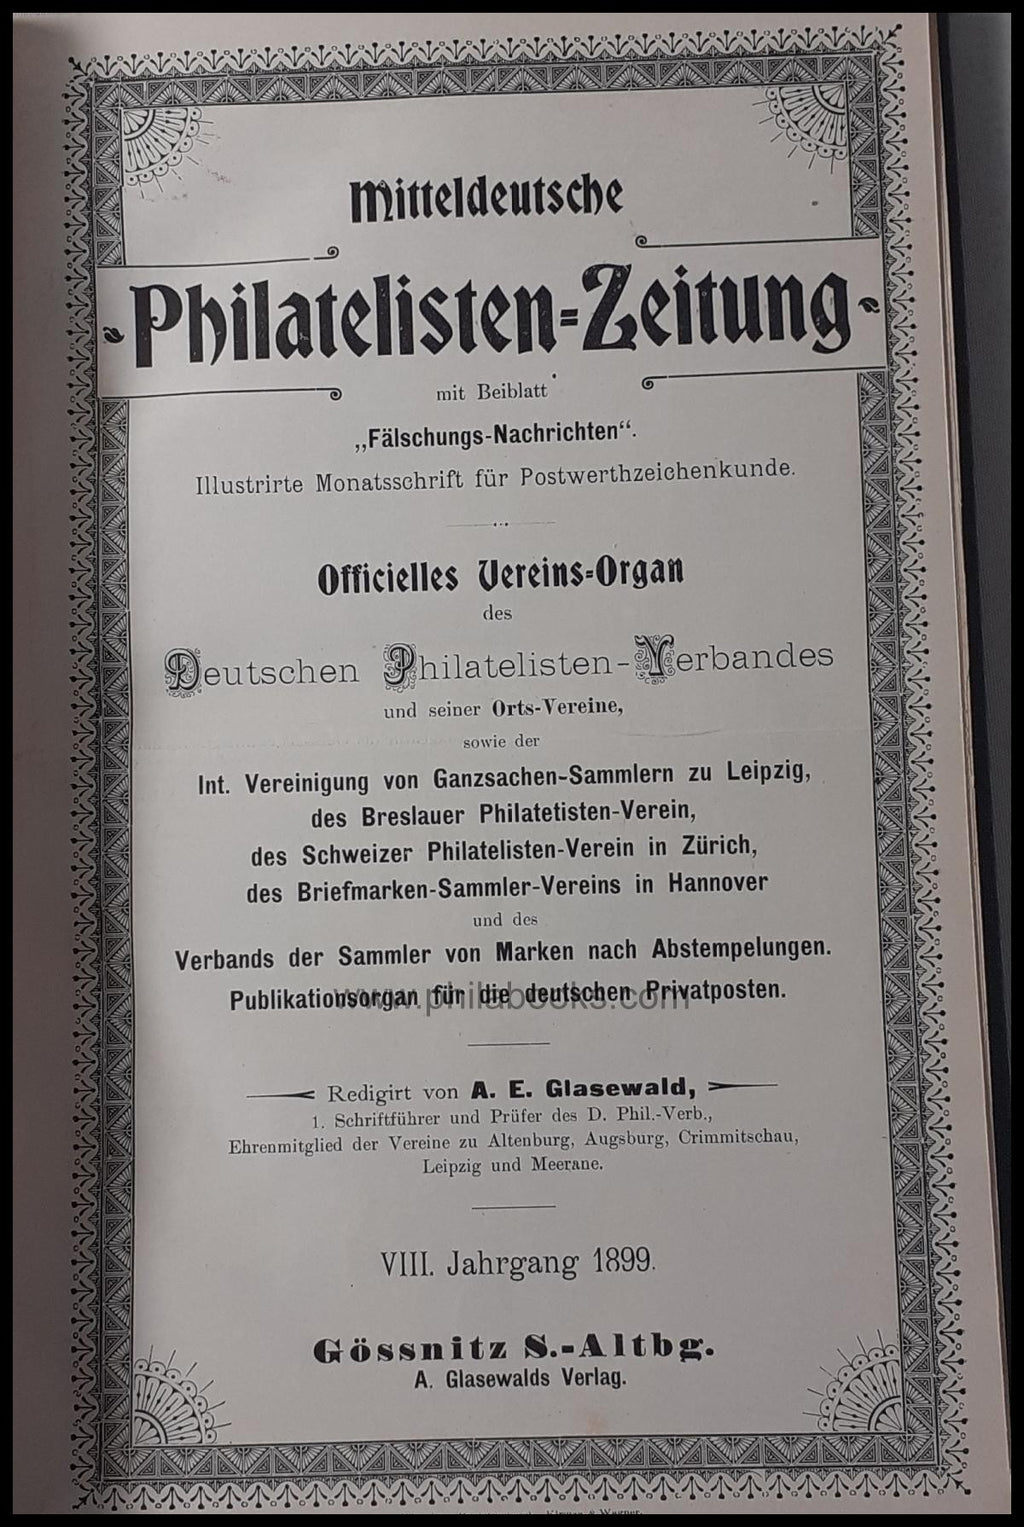 Mitteldeutsche
Philatelisten=Zeitung
mit Beiblatt
„Fälschungs-Nachrichten“.
Illustrirte Monatsschrift für Postwerthzeichenkunde.
Officielles Vereins=Organ
des
Deutschen Philatelisten-Verbandes
und seiner Orts-Vereine,
sowie der
Int. Vereinigung von Ganzsachen-Sammlern zu Leipzig,
des Breslauer Philatetisten-Verein,
des Schweizer Philatelisten-Verein in Zürich,
des Briefmarken-Sammler-Vereins in Hannover
und des
Verbands der Sammler von Marken nach Abstempelungen.
Publikationsorgan für die deutschen Privatposten.
www.philabooks.com
Redigirt von A. E. Glasewald,
1. Schriftführer und Prüfer des D. Phil.-Verb.,
Ehrenmitglied der Vereine zu Altenburg, Augsburg, Crimmitschau,
Leipzig und Meerane.
VIII. Jahrgang 1899.
Gössnitz S.-Altbg.
A. Glasewalds Verlag.